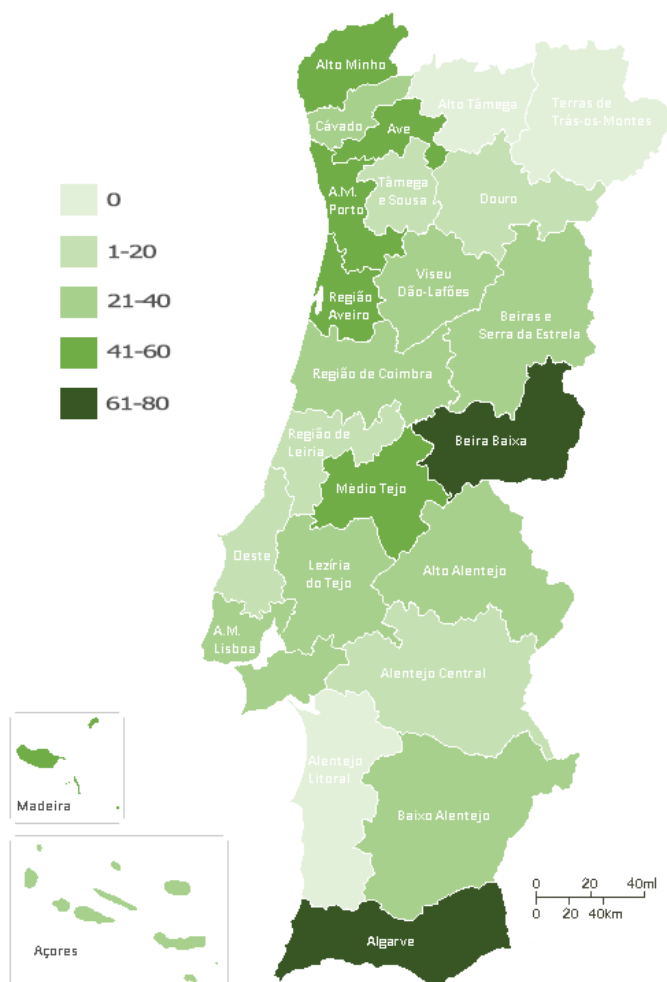 Alto Minho
Alto Tâmega
Terras de
Trás-os-Montes
Cávado
Ave
A.M.
Porto
Tâmega
e Sousa
Douro
0
1-20
21-40
41-60
61-80
Viseu
Dão-Lafões
Região
Aveiro
Beiras e
Serra da Estrela
Região de Coimbra
Região de
Leiria
Beira Baixa
Médio Tejo
Oeste
Lezíria
do Tejo
Alto Alentejo
A.M.
Lisboa
Alentejo Central
Alentejo
Litoral
Madeira
Baixo Alentejo
0 20 40ml
0 20 40km
Algarve
Açores